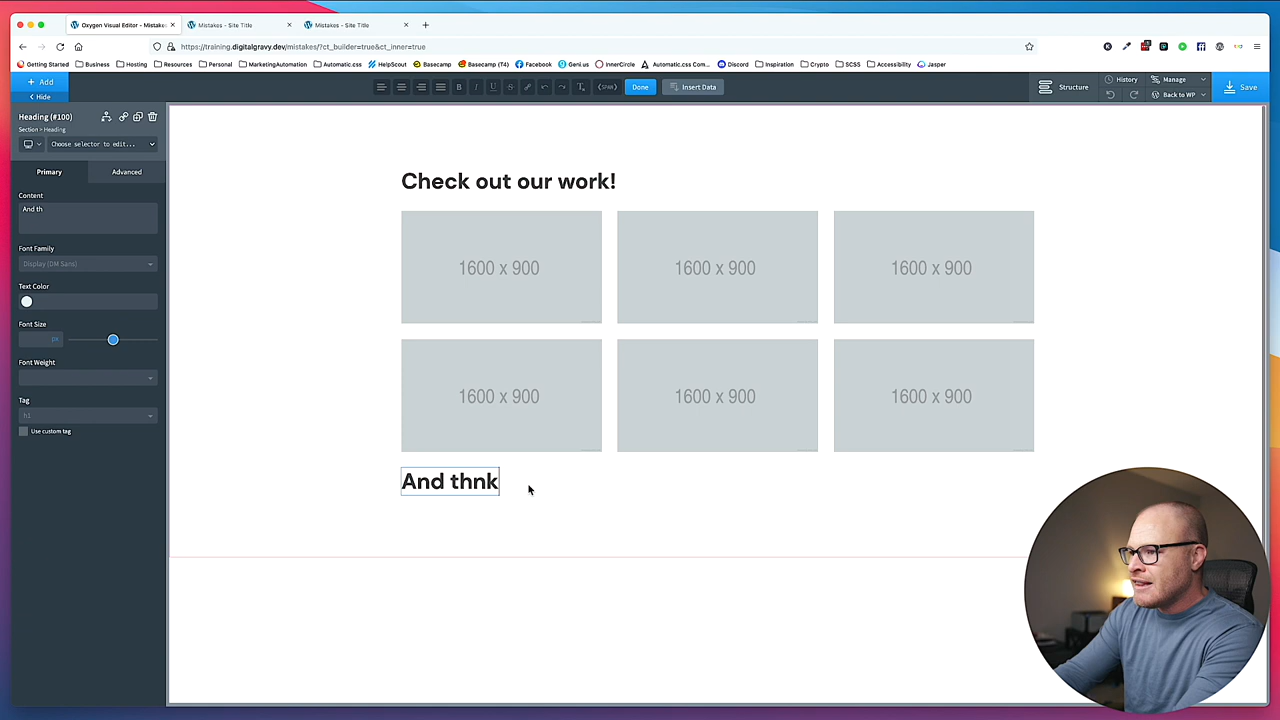 Oxygen Visual Editor - Mistake
Mistakes - Site Title
Mistakes - Site Title
https://training.digitalgravy.dev/mistakes/?ct_builder=true&ct_inner=true
Getting Started Business Hosting Resources Personal MarketingAutomation Automatic.css HelpScout Basecamp Basecamp (T4) Facebook Geni.us InnerCircle Automatic.css Com... Discord Inspiration Crypto SCSS Accessibility Jasper
+ Add
< Hide
B I U S
⟨SPAN⟩
Done
Insert Data
Structure
History
Manage
Back to WP
Save
Heading (#100)
Section > Heading
Choose selector to edit...
Primary
Advanced
Content
And th
Font Family
Display (DM Sans)
Text Color
Font Size
px
Font Weight
Tag
h1
Use custom tag
Check out our work!
1600 x 900
1600 x 900
1600 x 900
1600 x 900
1600 x 900
1600 x 900
And thnk